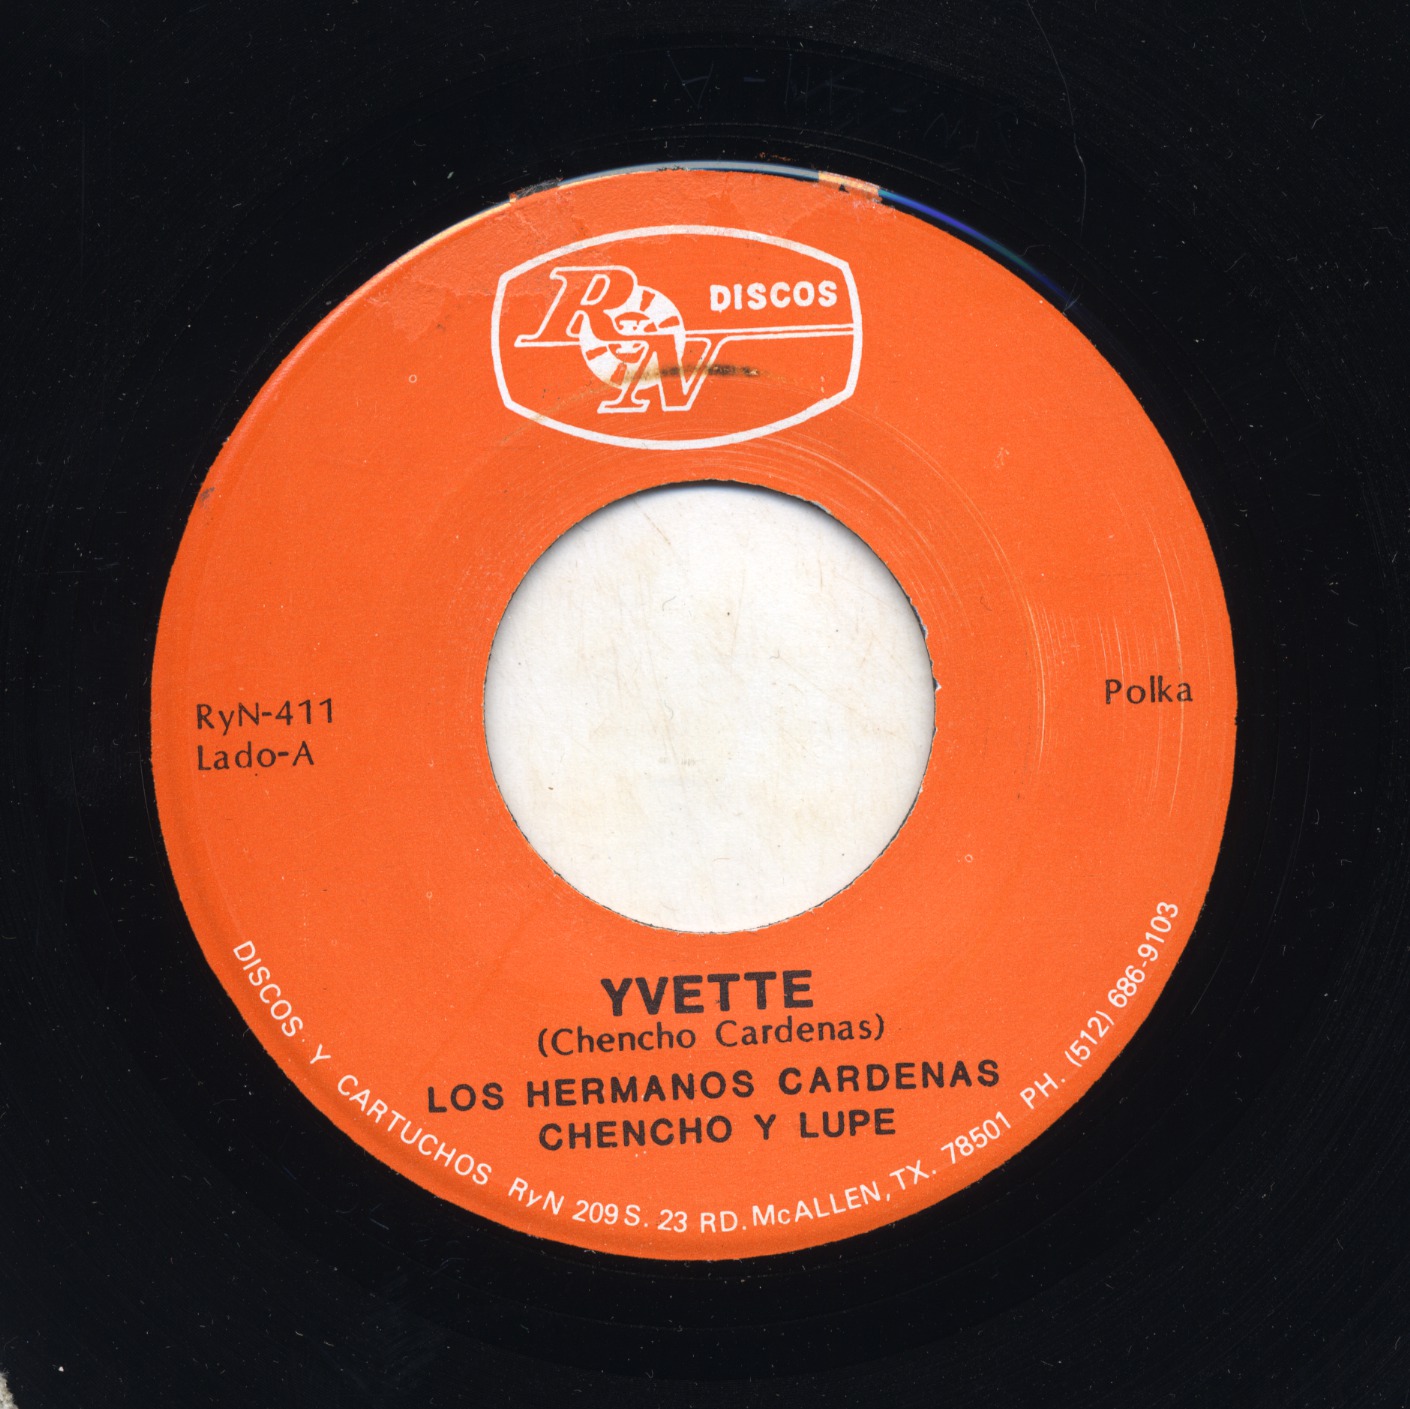 RyN
DISCOS
RyN-411
Lado-A
Polka
YVETTE
(Chencho Cardenas)
LOS HERMANOS CARDENAS
CHENCHO Y LUPE
DISCOS Y CARTUCHOS RyN 209 S. 23 RD. McALLEN, TX. 78501 PH. (512) 686-9103